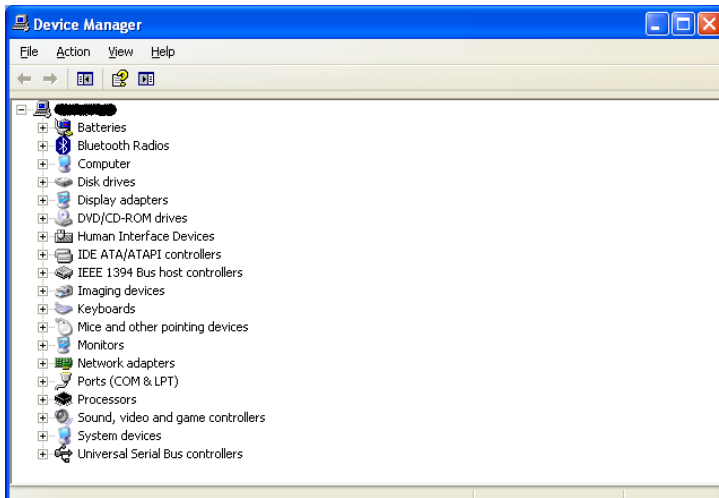 Device Manager
File Action View Help
Batteries
Bluetooth Radios
Computer
Disk drives
Display adapters
DVD/CD-ROM drives
Human Interface Devices
IDE ATA/ATAPI controllers
IEEE 1394 Bus host controllers
Imaging devices
Keyboards
Mice and other pointing devices
Monitors
Network adapters
Ports (COM & LPT)
Processors
Sound, video and game controllers
System devices
Universal Serial Bus controllers